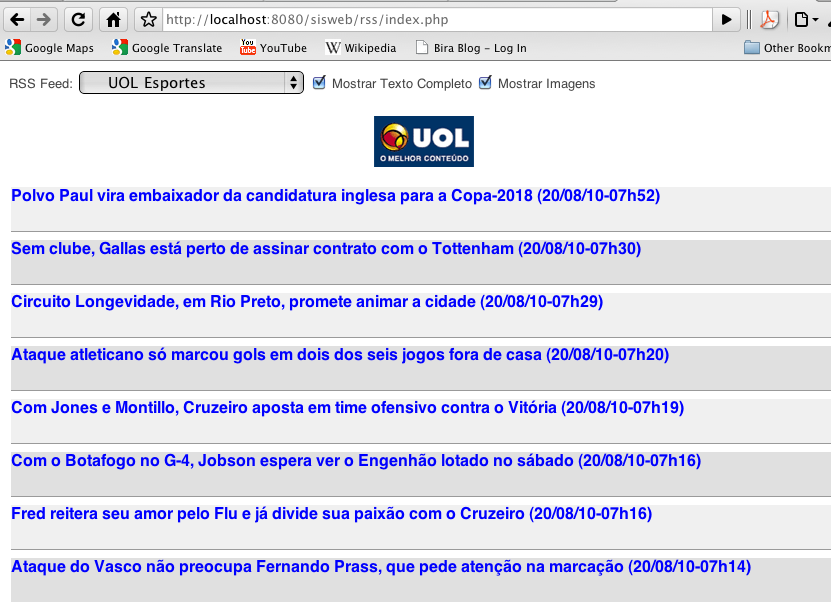 http://localhost:8080/sisweb/rss/index.php
Google Maps Google Translate You Tube YouTube W Wikipedia Bira Blog – Log In Other Bookm
RSS Feed: UOL Esportes Mostrar Texto Completo Mostrar Imagens
UOL
O MELHOR CONTEÚDO
Polvo Paul vira embaixador da candidatura inglesa para a Copa-2018 (20/08/10-07h52)
Sem clube, Gallas está perto de assinar contrato com o Tottenham (20/08/10-07h30)
Circuito Longevidade, em Rio Preto, promete animar a cidade (20/08/10-07h29)
Ataque atleticano só marcou gols em dois dos seis jogos fora de casa (20/08/10-07h20)
Com Jones e Montillo, Cruzeiro aposta em time ofensivo contra o Vitória (20/08/10-07h19)
Com o Botafogo no G-4, Jobson espera ver o Engenhão lotado no sábado (20/08/10-07h16)
Fred reitera seu amor pelo Flu e já divide sua paixão com o Cruzeiro (20/08/10-07h16)
Ataque do Vasco não preocupa Fernando Prass, que pede atenção na marcação (20/08/10-07h14)